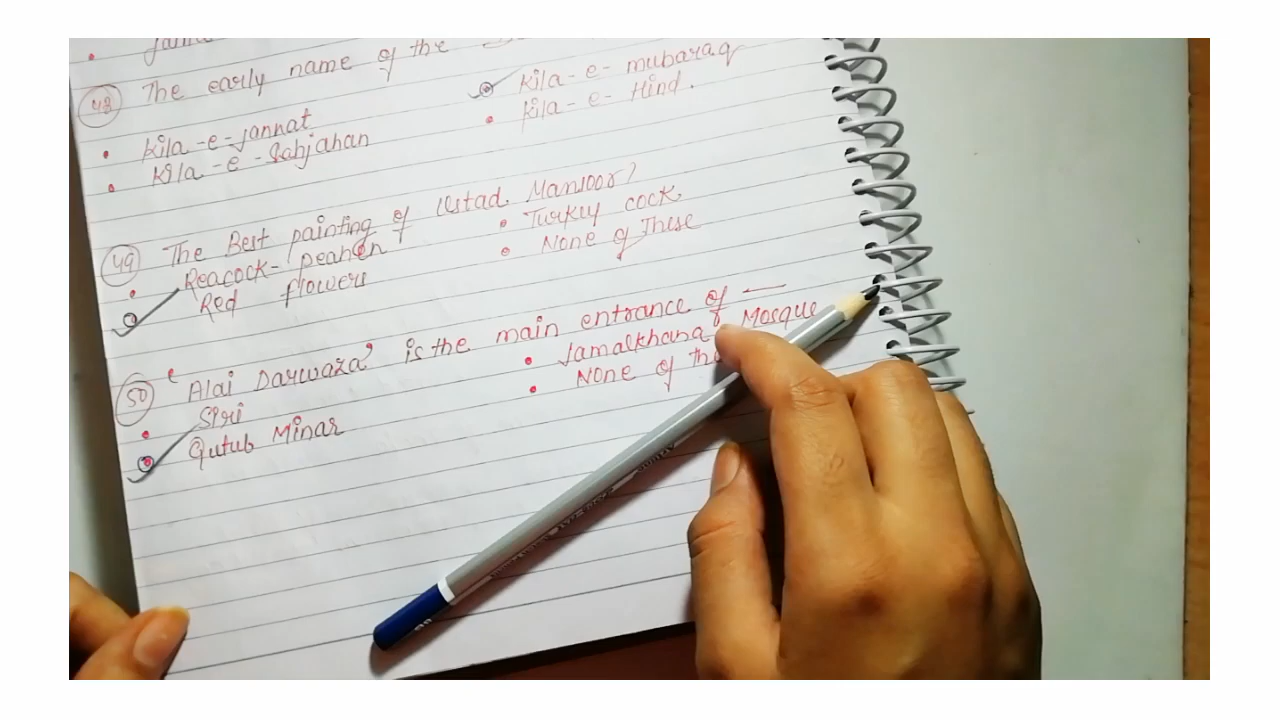 48 The early name of the
Kila-e-Jannat
Kila-e-mubaraq
Kila-e-Sahjahan
Kila-e-Hind.
49 The Best painting of Ustad Mansoor?
Peacock-peahen
Turkey cock
Red flowers
None of These
50 'Alai Darwaza' is the main entrance of —
Siri
Jamalkhana Mosque
Qutub Minar
None of